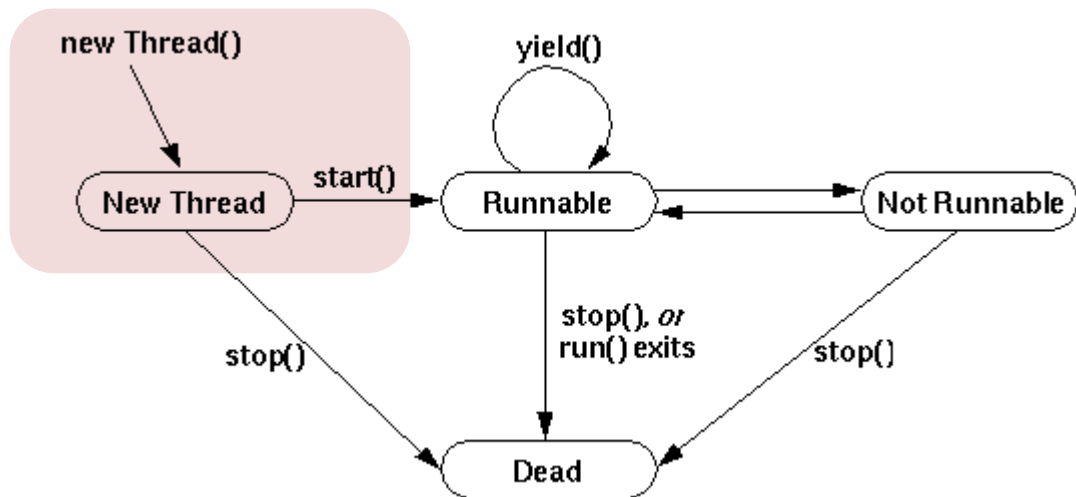 new Thread()
yield()
start()
New Thread
Runnable
Not Runnable
stop(), or
run() exits
stop()
stop()
Dead